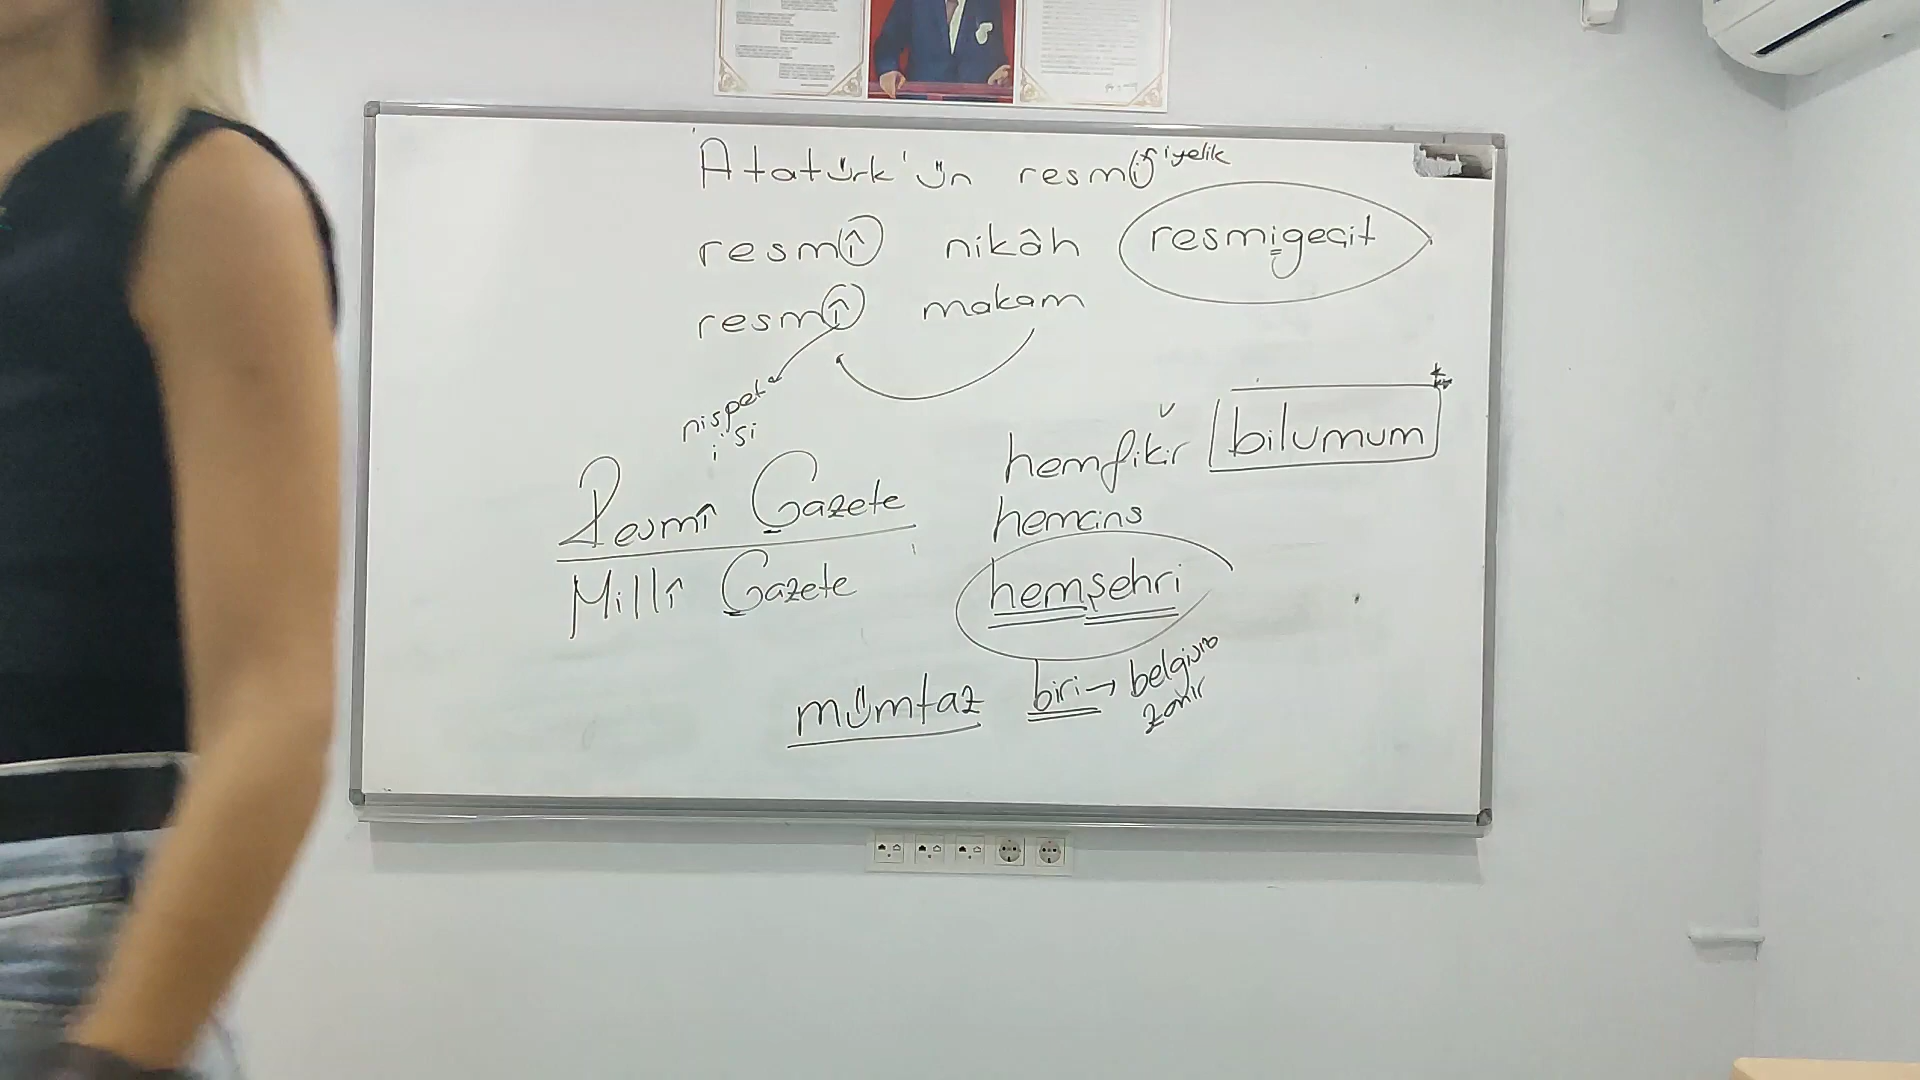 Atatürk'ün resmi iyelik
resmî nikâh resmigeçit
resmî makam
nispet
i'si
hemfikir bilumum
Resmî Gazete
hemcins
Millî Gazete
hemşehri
mümtaz biri → belgisiz
zamir